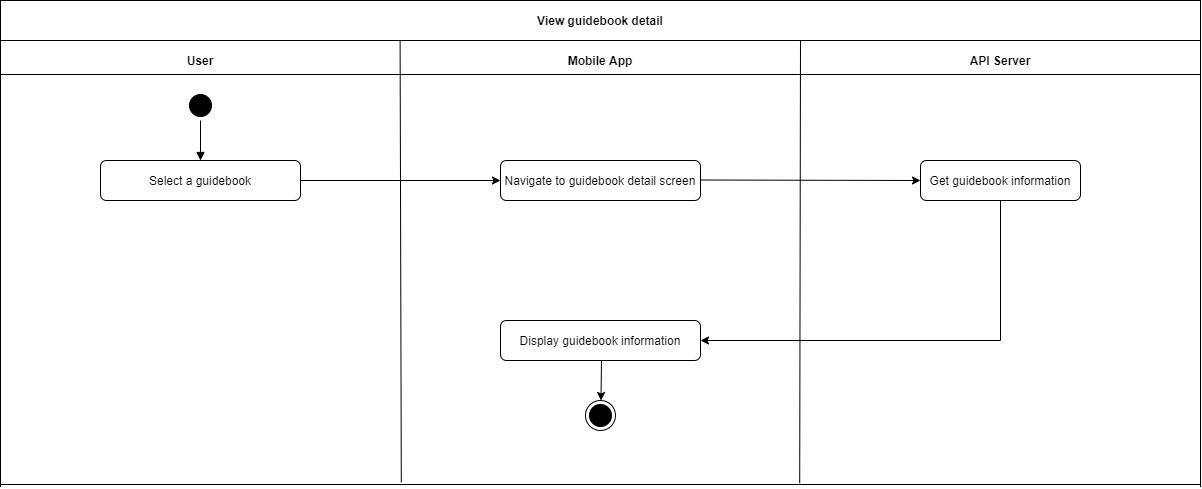 View guidebook detail
User
Mobile App
API Server
Select a guidebook
Navigate to guidebook detail screen
Get guidebook information
Display guidebook information